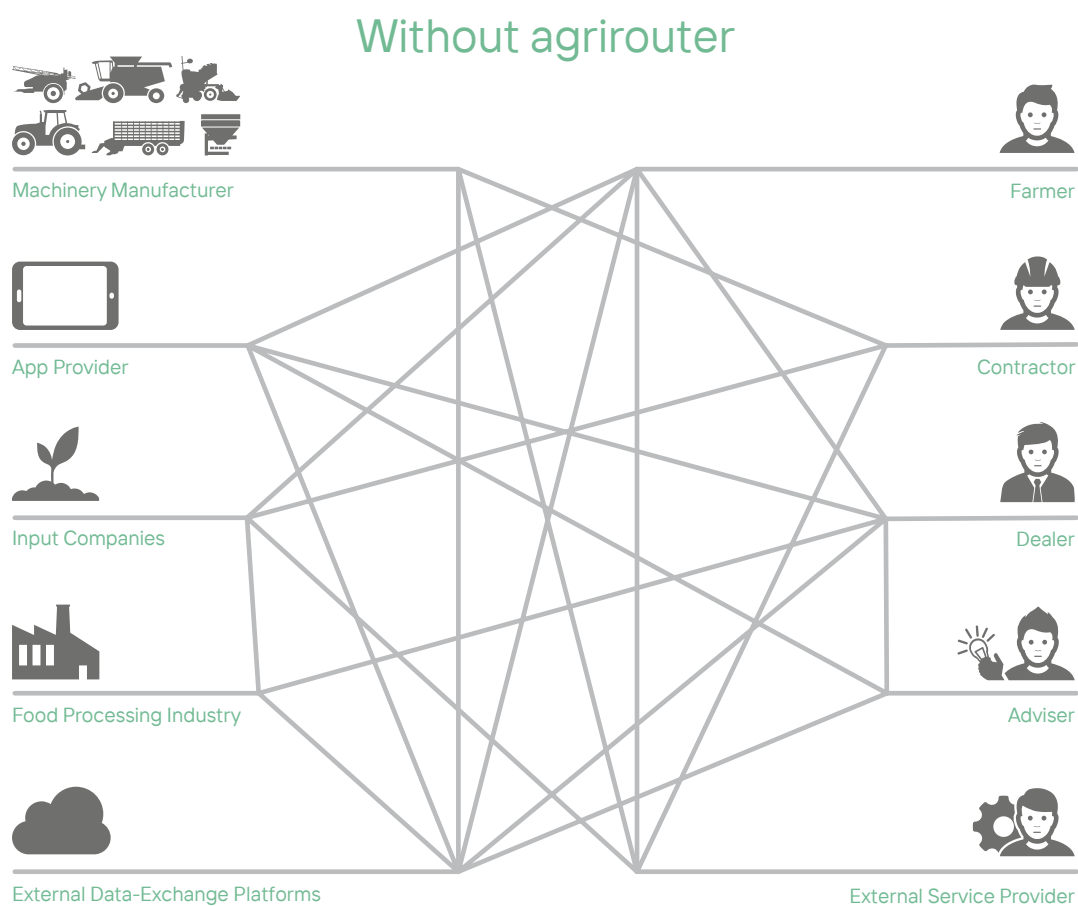 Without agrirouter
Machinery Manufacturer
Farmer
App Provider
Contractor
Input Companies
Dealer
Food Processing Industry
Adviser
External Data-Exchange Platforms
External Service Provider